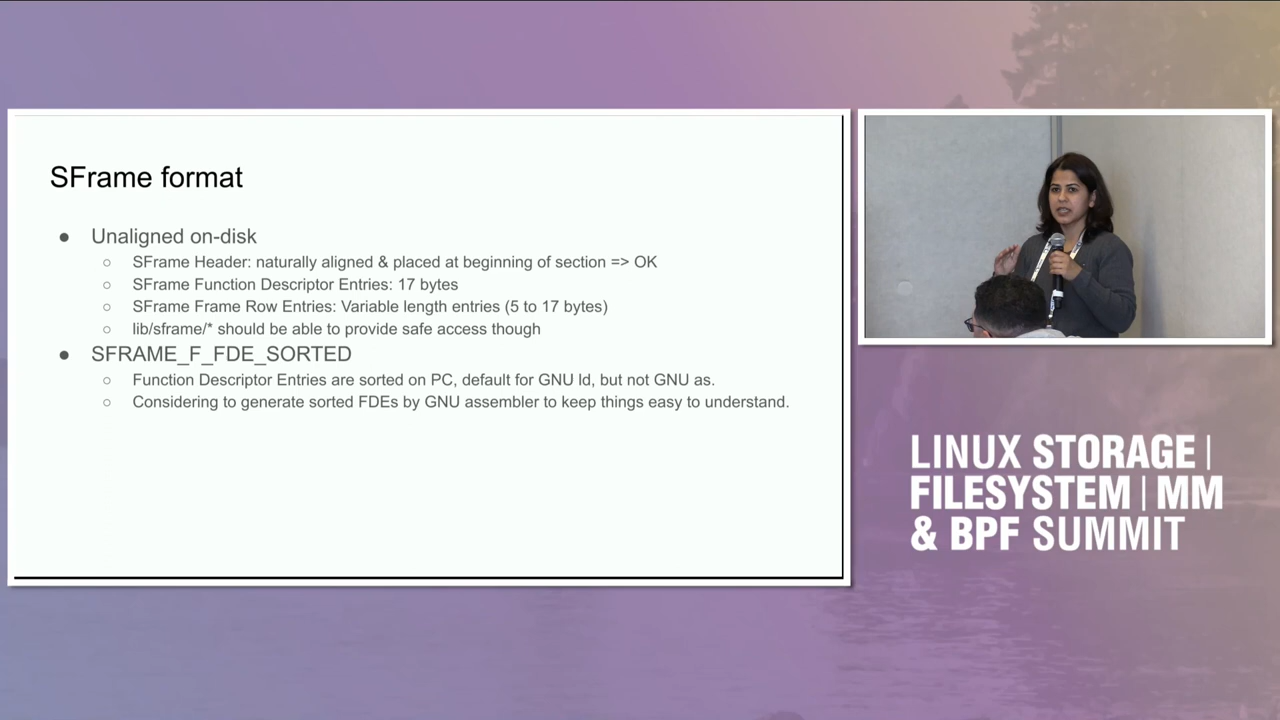 SFrame format
● Unaligned on-disk
○ SFrame Header: naturally aligned & placed at beginning of section => OK
○ SFrame Function Descriptor Entries: 17 bytes
○ SFrame Frame Row Entries: Variable length entries (5 to 17 bytes)
○ lib/sframe/* should be able to provide safe access though
● SFRAME_F_FDE_SORTED
○ Function Descriptor Entries are sorted on PC, default for GNU ld, but not GNU as.
○ Considering to generate sorted FDEs by GNU assembler to keep things easy to understand.
LINUX STORAGE |
FILESYSTEM | MM
& BPF SUMMIT